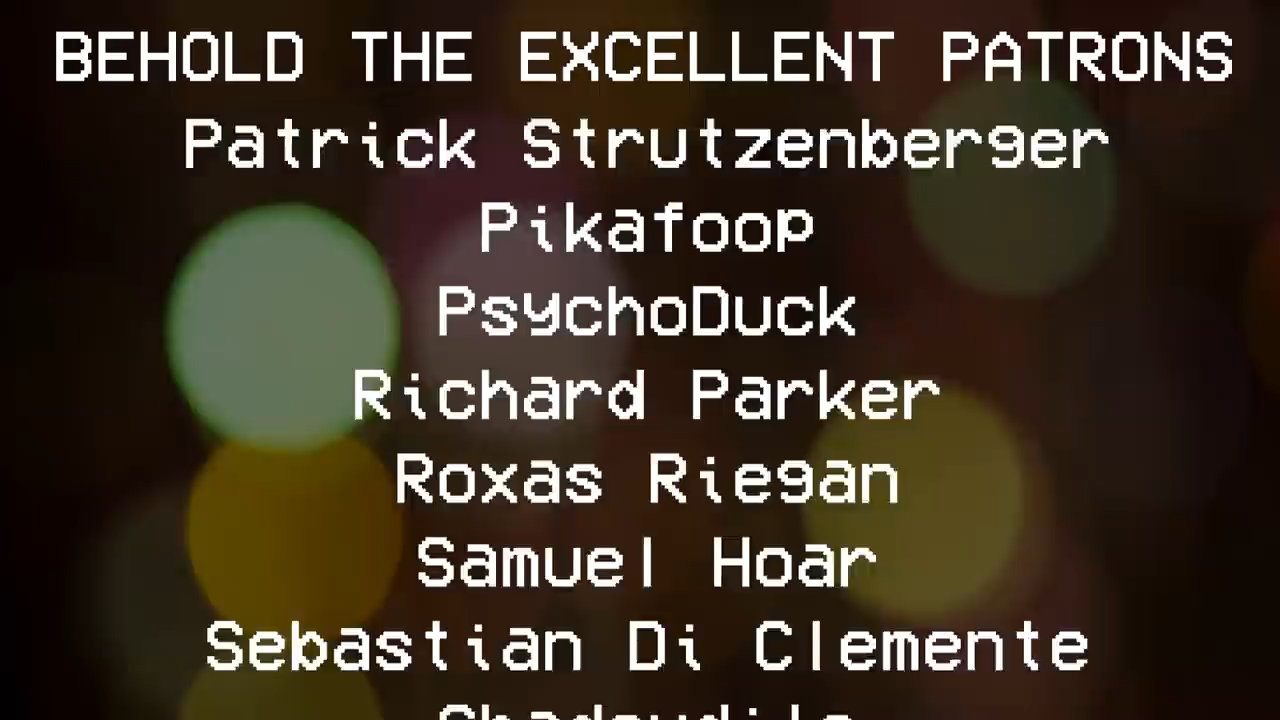 BEHOLD THE EXCELLENT PATRONS
Patrick Strutzenberger
Pikafoop
PsychoDuck
Richard Parker
Roxas Riegan
Samuel Hoar
Sebastian Di Clemente